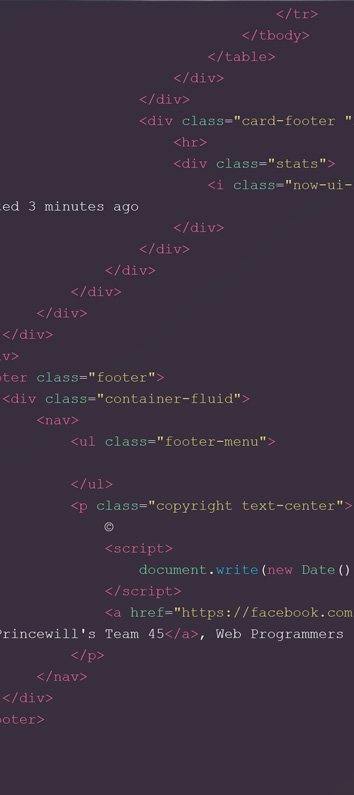 </tr>
</tbody>
</table>
</div>
</div>
<div class="card-footer "
<hr>
<div class="stats">
<i class="now-ui-
ted 3 minutes ago
</div>
</div>
</div>
</div>
</div>
</div>
iv>
oter class="footer">
<div class="container-fluid">
<nav>
<ul class="footer-menu">
</ul>
<p class="copyright text-center">
©
<script>
document.write(new Date()
</script>
<a href="https://facebook.com
Princewill's Team 45</a>, Web Programmers
</p>
</nav>
</div>
ooter>